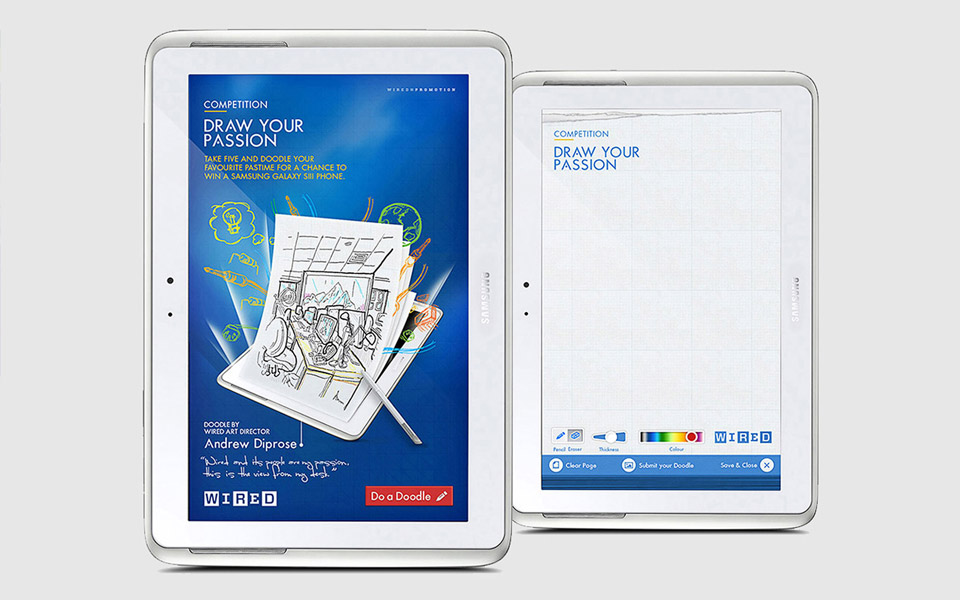 WIRED PROMOTION
COMPETITION
DRAW YOUR
PASSION
TAKE FIVE AND DOODLE YOUR
FAVOURITE PASTIME FOR A CHANCE TO
WIN A SAMSUNG GALAXY SIII PHONE.
SAMSUNG
DOODLE BY
WIRED ART DIRECTOR
Andrew Diprose
"Wired and its people are my passion,
this is the view from my desk."
WIRED
Do a Doodle
COMPETITION
DRAW YOUR
PASSION
SAMSUNG
Pencil Eraser
Thickness
Colour
WIRED
Clear Page
Submit your Doodle
Save & Close